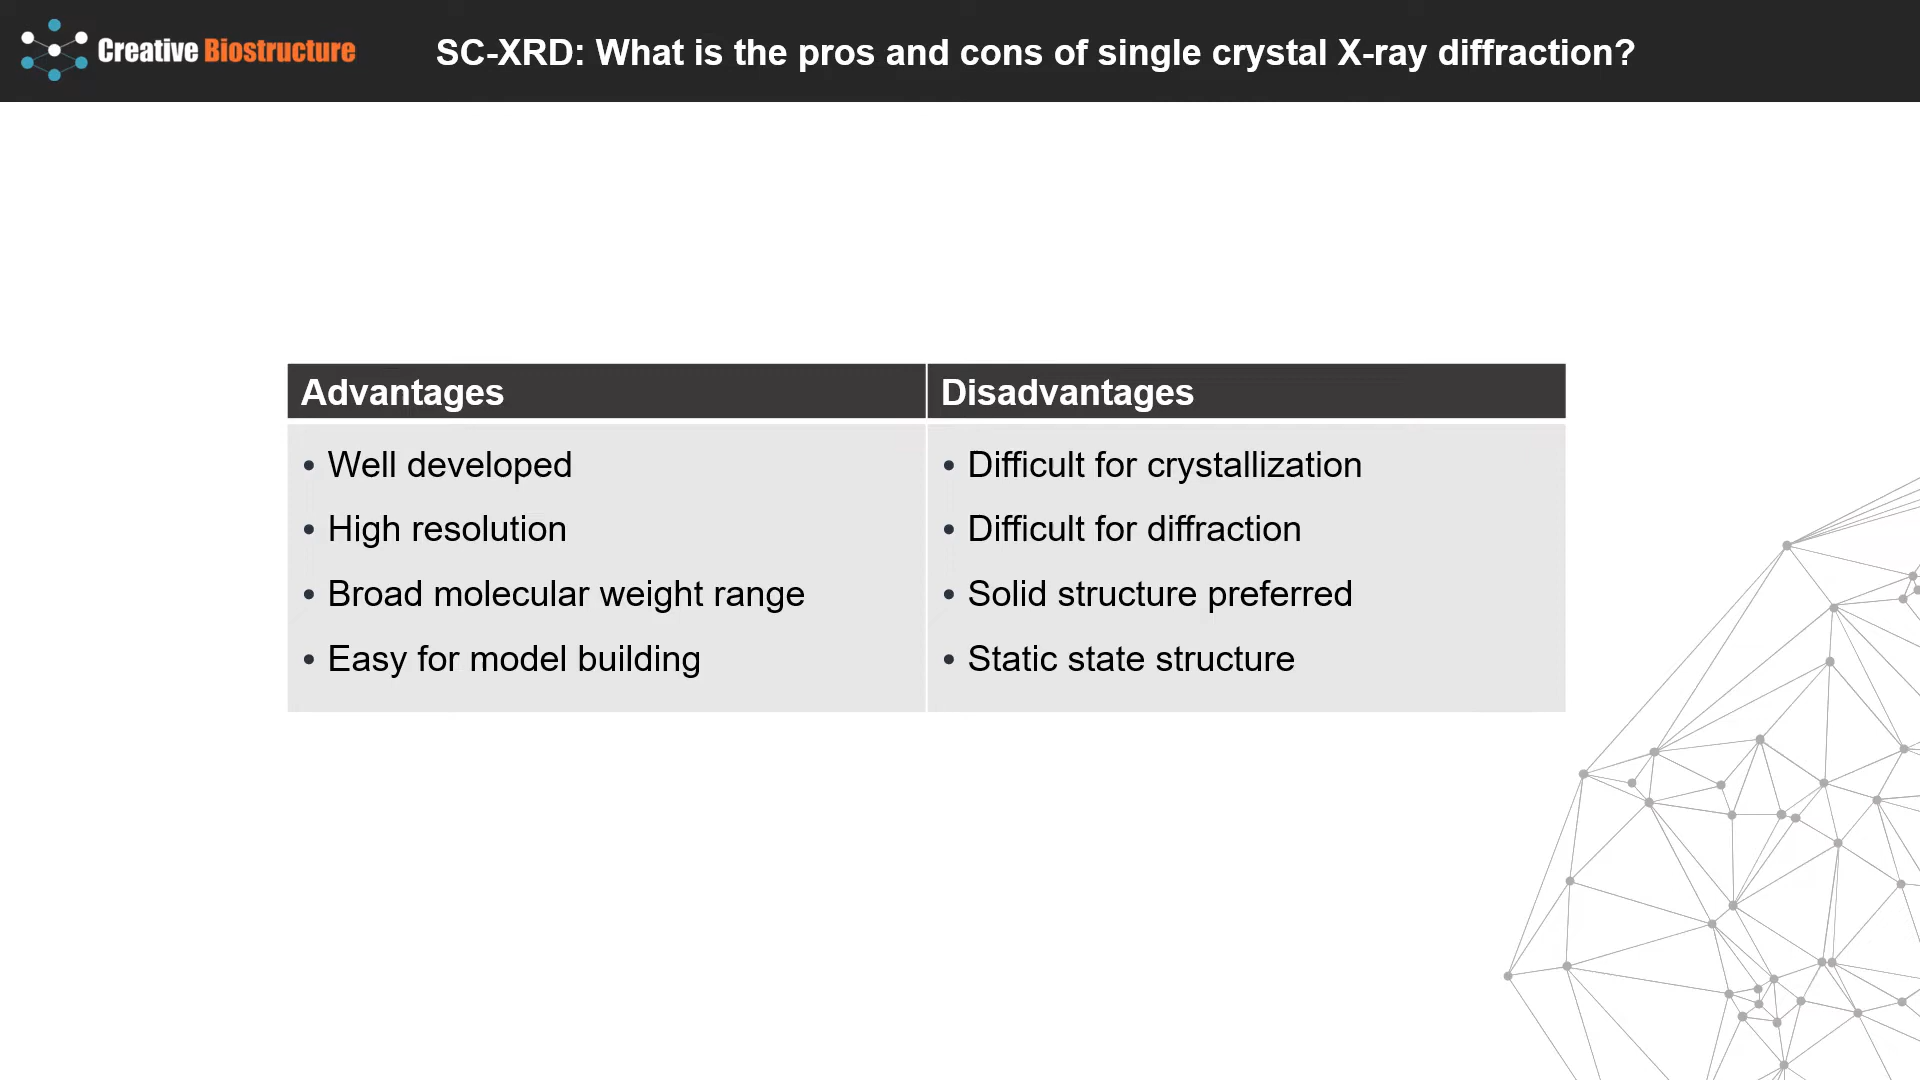 Creative Biostructure
SC-XRD: What is the pros and cons of single crystal X-ray diffraction?
Advantages
Disadvantages
• Well developed
• High resolution
• Broad molecular weight range
• Easy for model building
• Difficult for crystallization
• Difficult for diffraction
• Solid structure preferred
• Static state structure